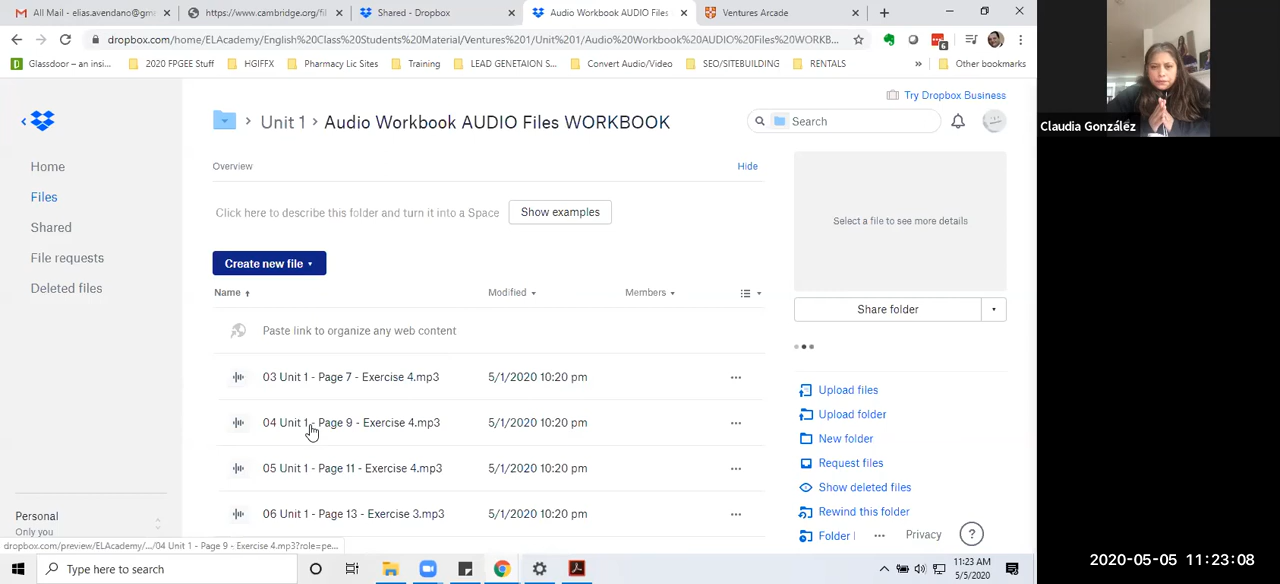 All Mail - elias.avendano@gm
https://www.cambridge.org/fil
Shared - Dropbox
Audio Workbook AUDIO Files
Ventures Arcade
dropbox.com/home/ELAcademy/English%20Class%20Students%20Material/Ventures%201/Unit%201/Audio%20Workbook%20AUDIO%20Files%20WORKB...
6
Glassdoor – an insi...
2020 FPGEE Stuff
HGIFFX
Pharmacy Lic Sites
Training
LEAD GENETAION S...
Convert Audio/Video
SEO/SITEBUILDING
RENTALS
»
Other bookmarks
Try Dropbox Business
Unit 1 > Audio Workbook AUDIO Files WORKBOOK
Search
Claudia González
Home
Files
Shared
File requests
Deleted files
Overview
Hide
Click here to describe this folder and turn it into a Space
Show examples
Select a file to see more details
Create new file
Name
Modified
Members
Share folder
Paste link to organize any web content
03 Unit 1 - Page 7 - Exercise 4.mp3 5/1/2020 10:20 pm
04 Unit 1 - Page 9 - Exercise 4.mp3 5/1/2020 10:20 pm
05 Unit 1 - Page 11 - Exercise 4.mp3 5/1/2020 10:20 pm
06 Unit 1 - Page 13 - Exercise 3.mp3 5/1/2020 10:20 pm
Upload files
Upload folder
New folder
Request files
Show deleted files
Rewind this folder
Folder
Privacy
?
Personal
Only you
dropbox.com/preview/ELAcademy/.../04 Unit 1 - Page 9 - Exercise 4.mp3?role=pe...
Type here to search
11:23 AM
5/5/2020
2020-05-05 11:23:08